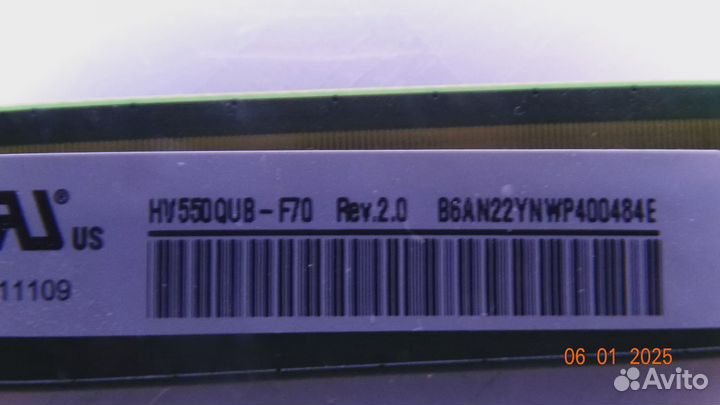 HV550QUB-F70 Rev.2.0 B6AN22YNWP400484E
® US
11109
06 01 2025
Avito